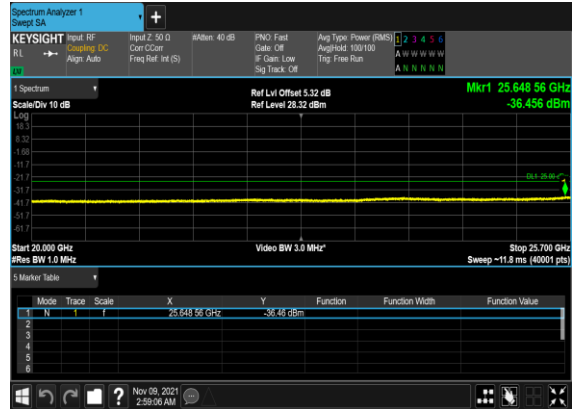 Spectrum Analyzer 1
Swept SA
+
KEYSIGHT Input: RF Input Z: 50 Ω #Atten: 40 dB PNO: Fast Avg Type: Power (RMS) 1 2 3 4 5 6
R L Coupling: DC Corr CCorr Gate: Off Avg|Hold: 100/100 A W W W W W
Align: Auto Freq Ref: Int (S) IF Gain: Low Trig: Free Run
Sig Track: Off A N N N N N
1 Spectrum Ref Lvl Offset 5.32 dB Mkr1 25.648 56 GHz
Scale/Div 10 dB Ref Level 28.32 dBm -36.456 dBm
Log
18.3
8.32
-1.68
-11.7
-21.7
-31.7
-41.7
-51.7
-61.7
Start 20.000 GHz Video BW 3.0 MHz* Stop 25.700 GHz
#Res BW 1.0 MHz Sweep ~11.8 ms (40001 pts)
5 Marker Table
Mode Trace Scale X Y Function Function Width Function Value
1 N 1 f 25.648 56 GHz -36.46 dBm
2
3
4
5
6
? Nov 09, 2021
2:59:06 AM